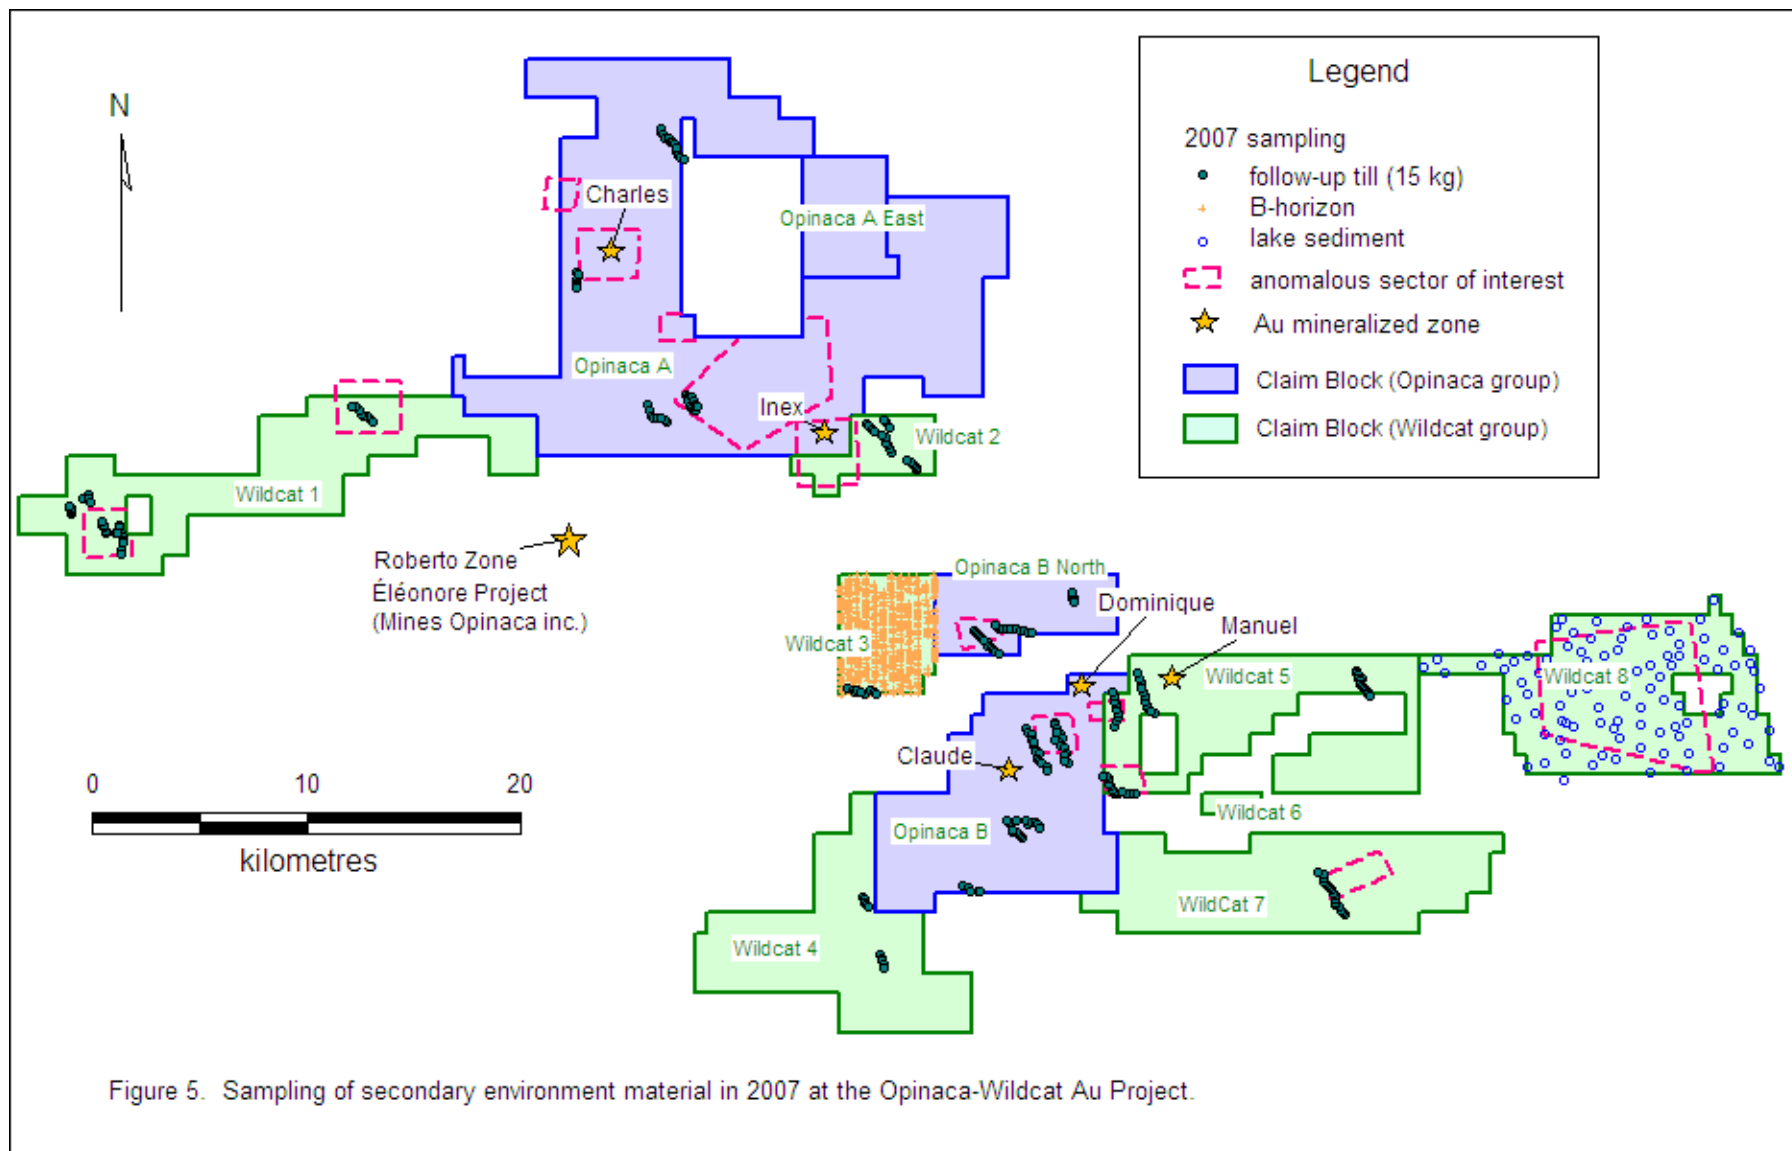 N
Legend
2007 sampling
follow-up till (15 kg)
B-horizon
lake sediment
anomalous sector of interest
Au mineralized zone
Claim Block (Opinaca group)
Claim Block (Wildcat group)
Charles
Opinaca A East
Opinaca A
Inex
Wildcat 2
Wildcat 1
Roberto Zone
Éléonore Project
(Mines Opinaca inc.)
Opinaca B North
Dominique
Manuel
Wildcat 3
Wildcat 5
Wildcat 8
Claude
0 10 20
kilometres
Wildcat 6
Opinaca B
WildCat 7
Wildcat 4
Figure 5. Sampling of secondary environment material in 2007 at the Opinaca-Wildcat Au Project.